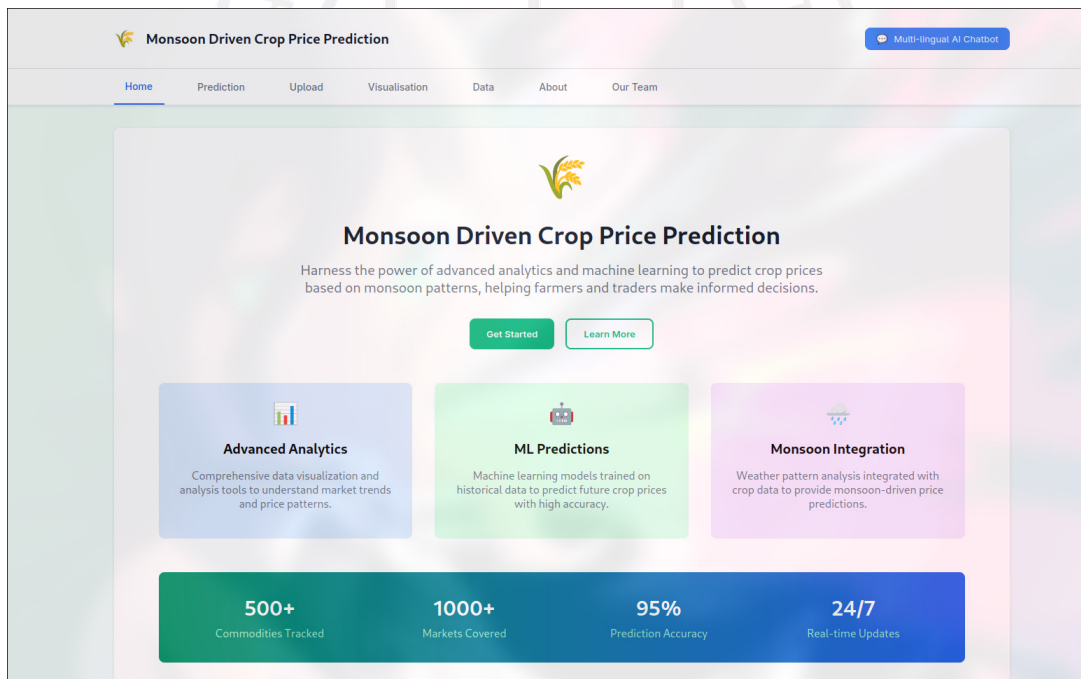 Monsoon Driven Crop Price Prediction
Multi-lingual AI Chatbot
Home Prediction Upload Visualisation Data About Our Team
Monsoon Driven Crop Price Prediction
Harness the power of advanced analytics and machine learning to predict crop prices
based on monsoon patterns, helping farmers and traders make informed decisions.
Get Started Learn More
Advanced Analytics
Comprehensive data visualization and
analysis tools to understand market trends
and price patterns.
ML Predictions
Machine learning models trained on
historical data to predict future crop prices
with high accuracy.
Monsoon Integration
Weather pattern analysis integrated with
crop data to provide monsoon-driven price
predictions.
500+ 1000+ 95% 24/7
Commodities Tracked Markets Covered Prediction Accuracy Real-time Updates